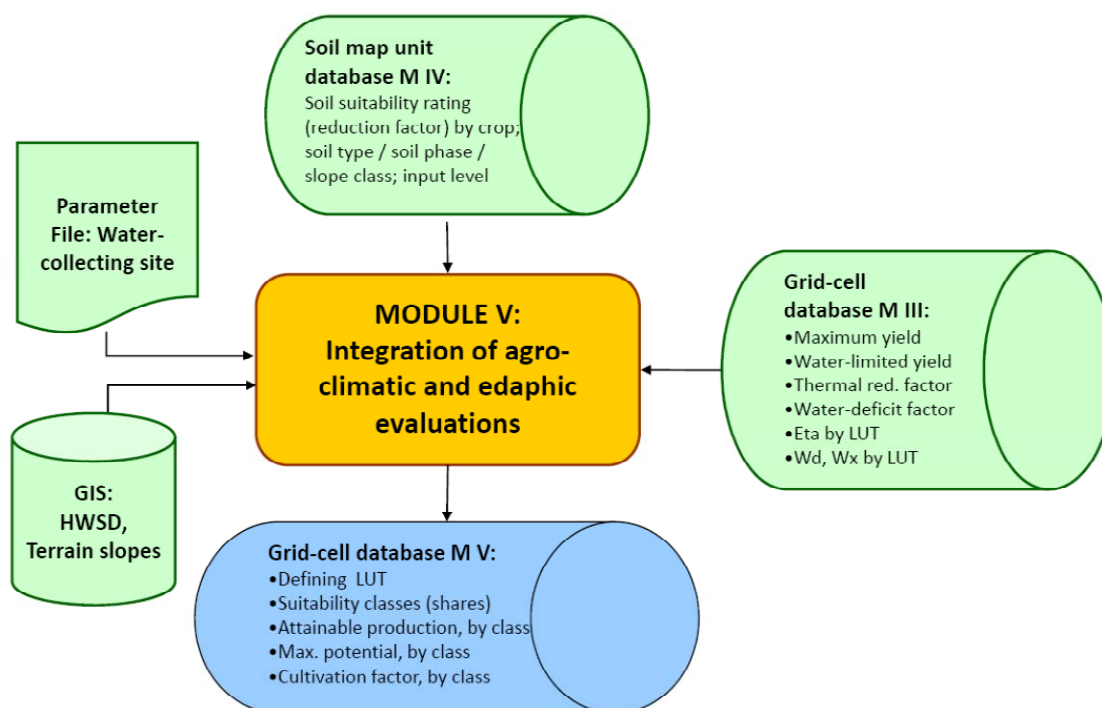 Soil map unit
database M IV:
Soil suitability rating
(reduction factor) by crop;
soil type / soil phase /
slope class; input level
Parameter
File: Water-
collecting site
MODULE V:
Integration of agro-
climatic and edaphic
evaluations
Grid-cell
database M III:
•Maximum yield
•Water-limited yield
•Thermal red. factor
•Water-deficit factor
•Eta by LUT
•Wd, Wx by LUT
GIS:
HWSD,
Terrain slopes
Grid-cell database M V:
•Defining LUT
•Suitability classes (shares)
•Attainable production, by class
•Max. potential, by class
•Cultivation factor, by class